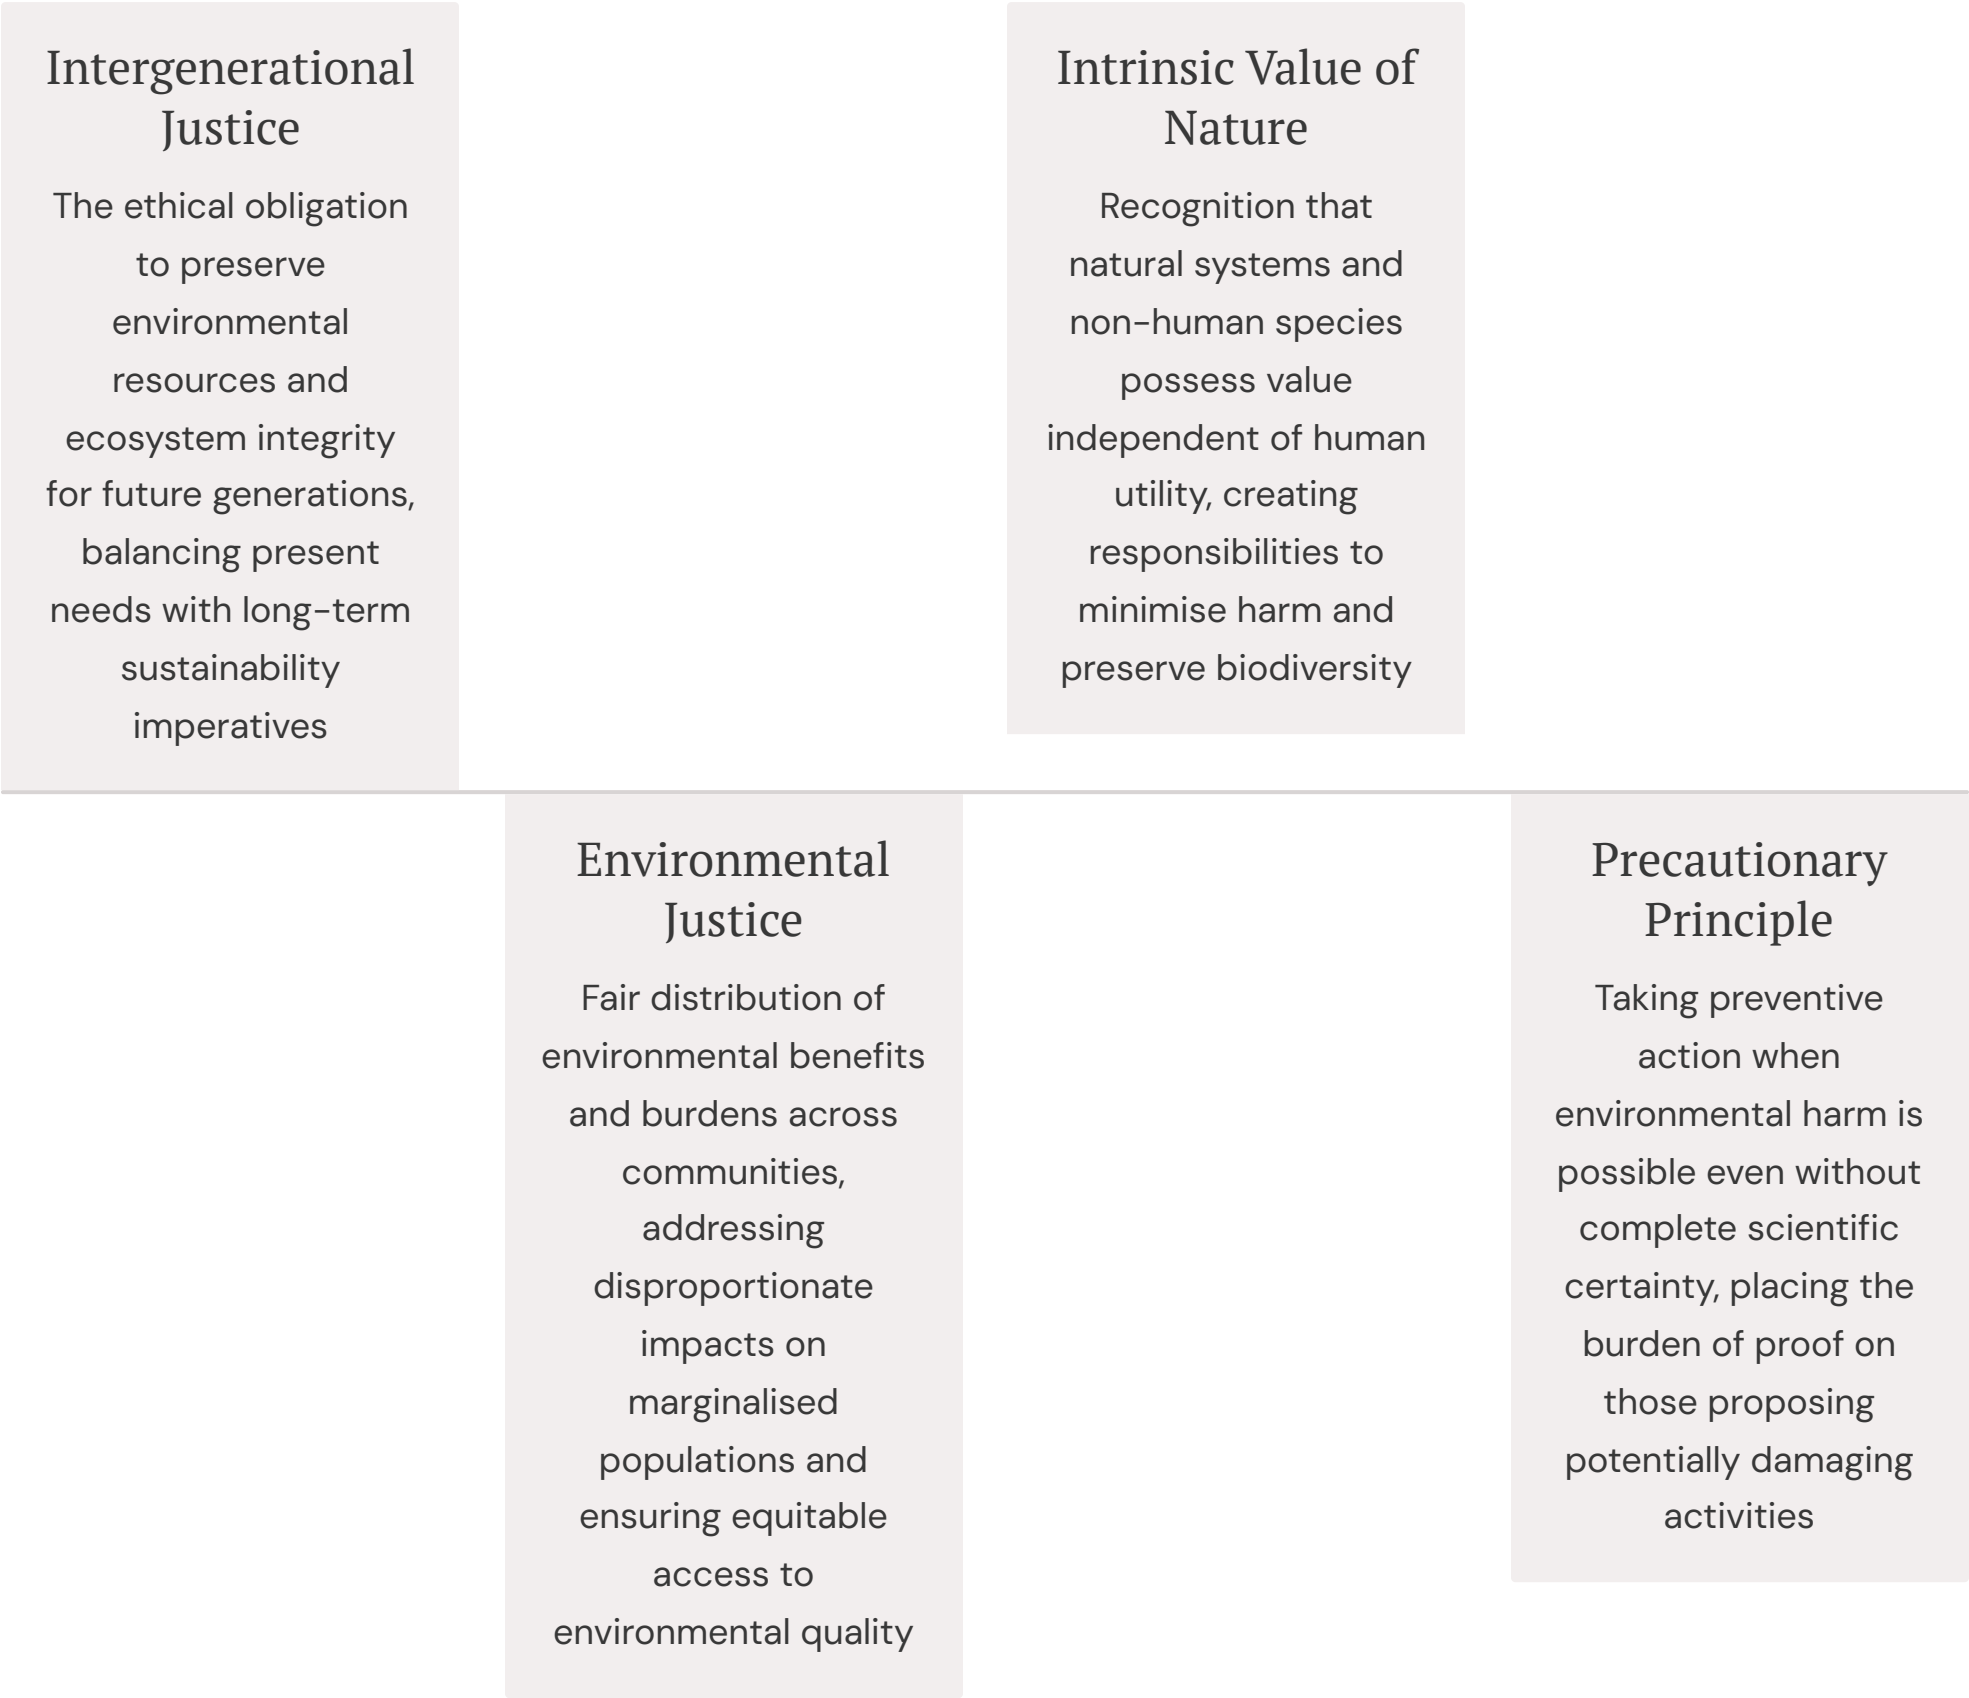 Intergenerational
Justice
The ethical obligation
to preserve
environmental
resources and
ecosystem integrity
for future generations,
balancing present
needs with long-term
sustainability
imperatives
Environmental
Justice
Fair distribution of
environmental benefits
and burdens across
communities,
addressing
disproportionate
impacts on
marginalised
populations and
ensuring equitable
access to
environmental quality
Intrinsic Value of
Nature
Recognition that
natural systems and
non-human species
possess value
independent of human
utility, creating
responsibilities to
minimise harm and
preserve biodiversity
Precautionary
Principle
Taking preventive
action when
environmental harm is
possible even without
complete scientific
certainty, placing the
burden of proof on
those proposing
potentially damaging
activities